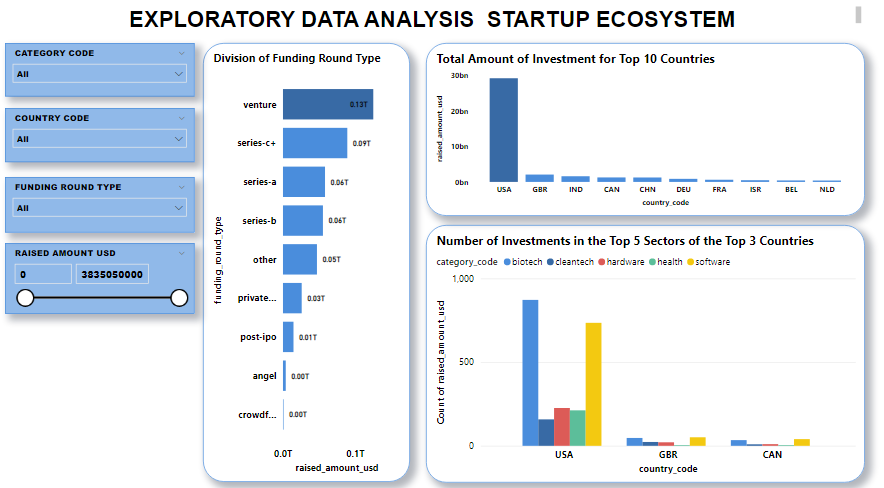 EXPLORATORY DATA ANALYSIS STARTUP ECOSYSTEM
CATEGORY CODE
All
COUNTRY CODE
All
FUNDING ROUND TYPE
All
RAISED AMOUNT USD
0 3835050000
Division of Funding Round Type
funding_round_type
venture 0.13T
series-c+ 0.09T
series-a 0.06T
series-b 0.06T
other 0.05T
private... 0.03T
post-ipo 0.01T
angel 0.00T
crowdf... 0.00T
0.0T 0.1T
raised_amount_usd
Total Amount of Investment for Top 10 Countries
raised_amount_usd
30bn
20bn
10bn
0bn
USA GBR IND CAN CHN DEU FRA ISR BEL NLD
country_code
Number of Investments in the Top 5 Sectors of the Top 3 Countries
category_code biotech cleantech hardware health software
Count of raised_amount_usd
1,000
500
0
USA GBR CAN
country_code